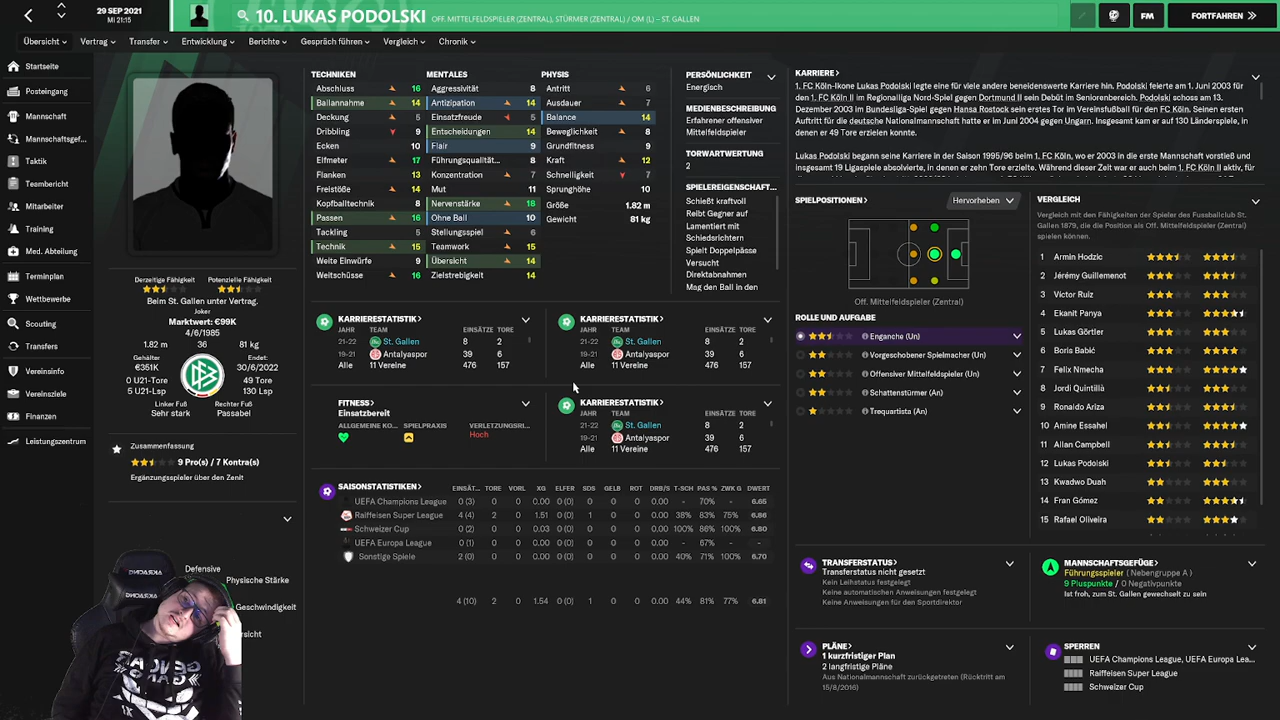 29 SEP 2021
Mi 21:15
10. LUKAS PODOLSKI
OFF. MITTELFELDSPIELER (ZENTRAL), STÜRMER (ZENTRAL) / OM (L) – ST. GALLEN
FM
FORTFAHREN
Übersicht
Vertrag
Transfer
Entwicklung
Berichte
Gespräch führen
Vergleich
Chronik
Startseite
Posteingang
Mannschaft
Mannschaftsgef...
Taktik
Teambericht
Mitarbeiter
Training
Med. Abteilung
Terminplan
Wettbewerbe
Scouting
Transfers
Vereinsinfo
Vereinsziele
Finanzen
Leistungszentrum
Derzeitige Fähigkeit
Potenzielle Fähigkeit
Beim St. Gallen unter Vertrag.
Joker
Marktwert: €99K
4/6/1985
1.82 m
36
81 kg
Gehälter
€351K
Endet:
30/6/2022
0 U21-Tore
5 U21-Lsp
49 Tore
130 Lsp
Linker Fuß
Sehr stark
Rechter Fuß
Passabel
Zusammenfassung
9 Pro(s) / 7 Kontra(s)
Ergänzungsspieler über den Zenit
Defensive
Physische Stärke
Geschwindigkeit
TECHNIKEN
Abschluss 16
Ballannahme 14
Deckung 5
Dribbling 9
Ecken 10
Elfmeter 17
Flanken 13
Freistöße 14
Kopfballtechnik 8
Passen 16
Tackling 5
Technik 15
Weite Einwürfe 9
Weitschüsse 16
MENTALES
Aggressivität 8
Antizipation 14
Einsatzfreude 5
Entscheidungen 14
Flair 9
Führungsqualität... 8
Konzentration 7
Mut 11
Nervenstärke 18
Ohne Ball 10
Stellungsspiel 6
Teamwork 15
Übersicht 14
Zielstrebigkeit 14
PHYSIS
Antritt 6
Ausdauer 7
Balance 14
Beweglichkeit 8
Grundfitness 9
Kraft 12
Schnelligkeit 7
Sprunghöhe 10
Größe 1.82 m
Gewicht 81 kg
PERSÖNLICHKEIT
Energisch
MEDIENBESCHREIBUNG
Erfahrener offensiver
Mittelfeldspieler
TORWARTWERTUNG
2
SPIELEREIGENSCHAFT...
Schießt kraftvoll
Reibt Gegner auf
Lamentiert mit
Schiedsrichtern
Spielt Doppelpässe
Versucht
Direktabnahmen
Mag den Ball in den
KARRIERESTATISTIK
JAHR TEAM EINSÄTZE TORE
21-22 St. Gallen 8 2
19-21 Antalyaspor 39 6
Alle 11 Vereine 476 157
KARRIERESTATISTIK
JAHR TEAM EINSÄTZE TORE
21-22 St. Gallen 8 2
19-21 Antalyaspor 39 6
Alle 11 Vereine 476 157
FITNESS
Einsatzbereit
ALLGEMEINE KO... SPIELPRAXIS VERLETZUNGSRI...
Hoch
KARRIERESTATISTIK
JAHR TEAM EINSÄTZE TORE
21-22 St. Gallen 8 2
19-21 Antalyaspor 39 6
Alle 11 Vereine 476 157
SAISONSTATISTIKEN
EINSÄT... TORE VORL XG ELFER SDS GELB ROT DRB/S T-SCH PAS % ZWK G DWERT
UEFA Champions League 0 (3) 0 0 0.00 0 (0) 0 0 0 0.00 - 70% - 6.65
Raiffeisen Super League 4 (4) 2 0 1.51 0 (0) 1 0 0 0.00 38% 83% 75% 6.86
Schweizer Cup 0 (2) 0 0 0.03 0 (0) 0 0 0 0.00 100% 86% 100% 6.80
UEFA Europa League 0 (1) 0 0 0.00 0 (0) 0 0 0 0.00 - 67% - -
Sonstige Spiele 2 (0) 0 0 0.00 0 (0) 0 0 0 0.00 40% 71% 100% 6.70
4 (10) 2 0 1.54 0 (0) 1 0 0 0.00 44% 81% 77% 6.81
KARRIERE
1. FC Köln-Ikone Lukas Podolski legte eine für viele andere beneidenswerte Karriere hin. Podolski feierte am 1. Juni 2003 für
den 1. FC Köln II im Regionalliga Nord-Spiel gegen Dortmund II sein Debüt im Seniorenbereich. Podolski schoss am 13.
Dezember 2003 im Bundesliga-Spiel gegen Hansa Rostock sein erstes Tor im Vereinsfußball für den FC Köln. Seinen ersten
Auftritt für die deutsche Nationalmannschaft hatte er im Juni 2004 gegen Ungarn. Insgesamt kam er auf 130 Länderspiele,
in denen er 49 Tore erzielen konnte.
Lukas Podolski begann seine Karriere in der Saison 1995/96 beim 1. FC Köln, wo er 2003 in die erste Mannschaft vorstieß und
insgesamt 19 Ligaspiele absolvierte, in denen er zehn Tore erzielte. Während dieser Zeit war er auch beim 1. FC Köln II aktiv,
SPIELPOSITIONEN
Hervorheben
Off. Mittelfeldspieler (Zentral)
ROLLE UND AUFGABE
Enganche (Un)
Vorgeschobener Spielmacher (Un)
Offensiver Mittelfeldspieler (Un)
Schattenstürmer (An)
Trequartista (An)
VERGLEICH
Vergleich mit den Fähigkeiten der Spieler des Fussballclub St.
Gallen 1879, die die Position als Off. Mittelfeldspieler (Zentral)
spielen können.
1 Armin Hodzic
2 Jérémy Guillemenot
3 Víctor Ruiz
4 Ekanit Panya
5 Lukas Görtler
6 Boris Babić
7 Felix Nmecha
8 Jordi Quintillà
9 Ronaldo Ariza
10 Amine Essahel
11 Allan Campbell
12 Lukas Podolski
13 Kwadwo Duah
14 Fran Gómez
15 Rafael Oliveira
TRANSFERSTATUS
Transferstatus nicht gesetzt
Kein Leihstatus festgelegt
Keine automatischen Anweisungen festgelegt
Keine Anweisungen für den Sportdirektor
MANNSCHAFTSGEFÜGE
Führungsspieler ( Nebengruppe A )
9 Pluspunkte / 0 Negativpunkte
Ist froh, zum St. Gallen gewechselt zu sein
PLÄNE
1 kurzfristiger Plan
2 langfristige Pläne
Aus Nationalmannschaft zurückgetreten (Rücktritt am
15/8/2016)
SPERREN
UEFA Champions League, UEFA Europa Lea...
Raiffeisen Super League
Schweizer Cup